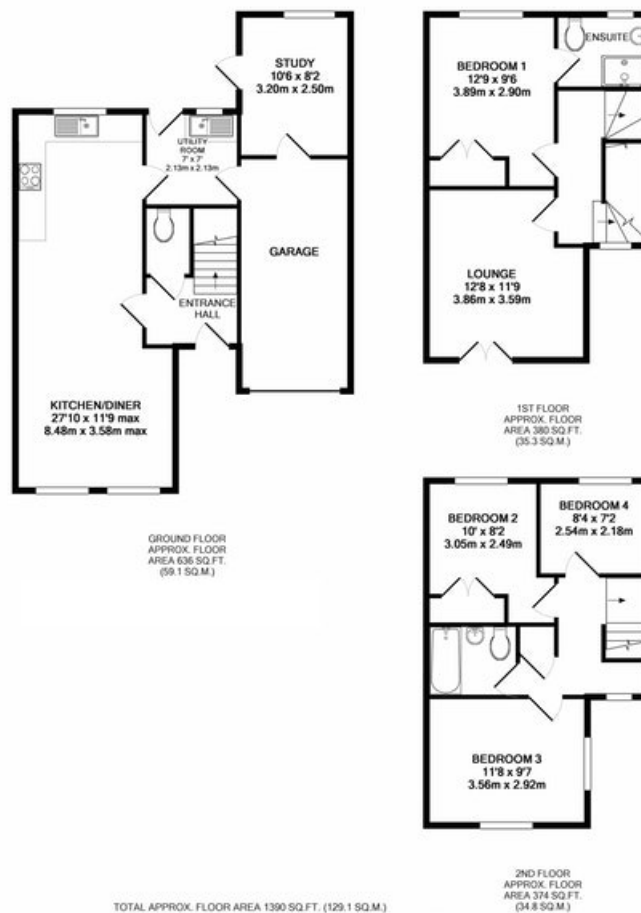 STUDY
10'6 x 8'2
3.20m x 2.50m
UTILITY
ROOM
7' x 7'
2.13m x 2.13m
GARAGE
ENTRANCE
HALL
KITCHEN/DINER
27'10 x 11'9 max
8.48m x 3.58m max
GROUND FLOOR
APPROX. FLOOR
AREA 636 SQ.FT.
(59.1 SQ.M.)
ENSUITE
BEDROOM 1
12'9 x 9'6
3.89m x 2.90m
LOUNGE
12'8 x 11'9
3.86m x 3.59m
1ST FLOOR
APPROX. FLOOR
AREA 380 SQ.FT.
(35.3 SQ.M.)
BEDROOM 2
10' x 8'2
3.05m x 2.49m
BEDROOM 4
8'4 x 7'2
2.54m x 2.18m
BEDROOM 3
11'8 x 9'7
3.56m x 2.92m
2ND FLOOR
APPROX. FLOOR
AREA 374 SQ.FT.
(34.8 SQ.M.)
TOTAL APPROX. FLOOR AREA 1390 SQ.FT. (129.1 SQ.M.)